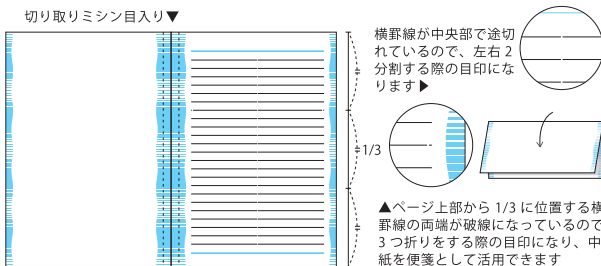 切り取りミシン目入り▼
横罫線が中央部で途切
れているので、左右 2
分割する際の目印にな
ります▶
1/3
▲ページ上部から 1/3 に位置する横
罫線の両端が破線になっているので
3 つ折りをする際の目印になり、中
紙を便箋として活用できます